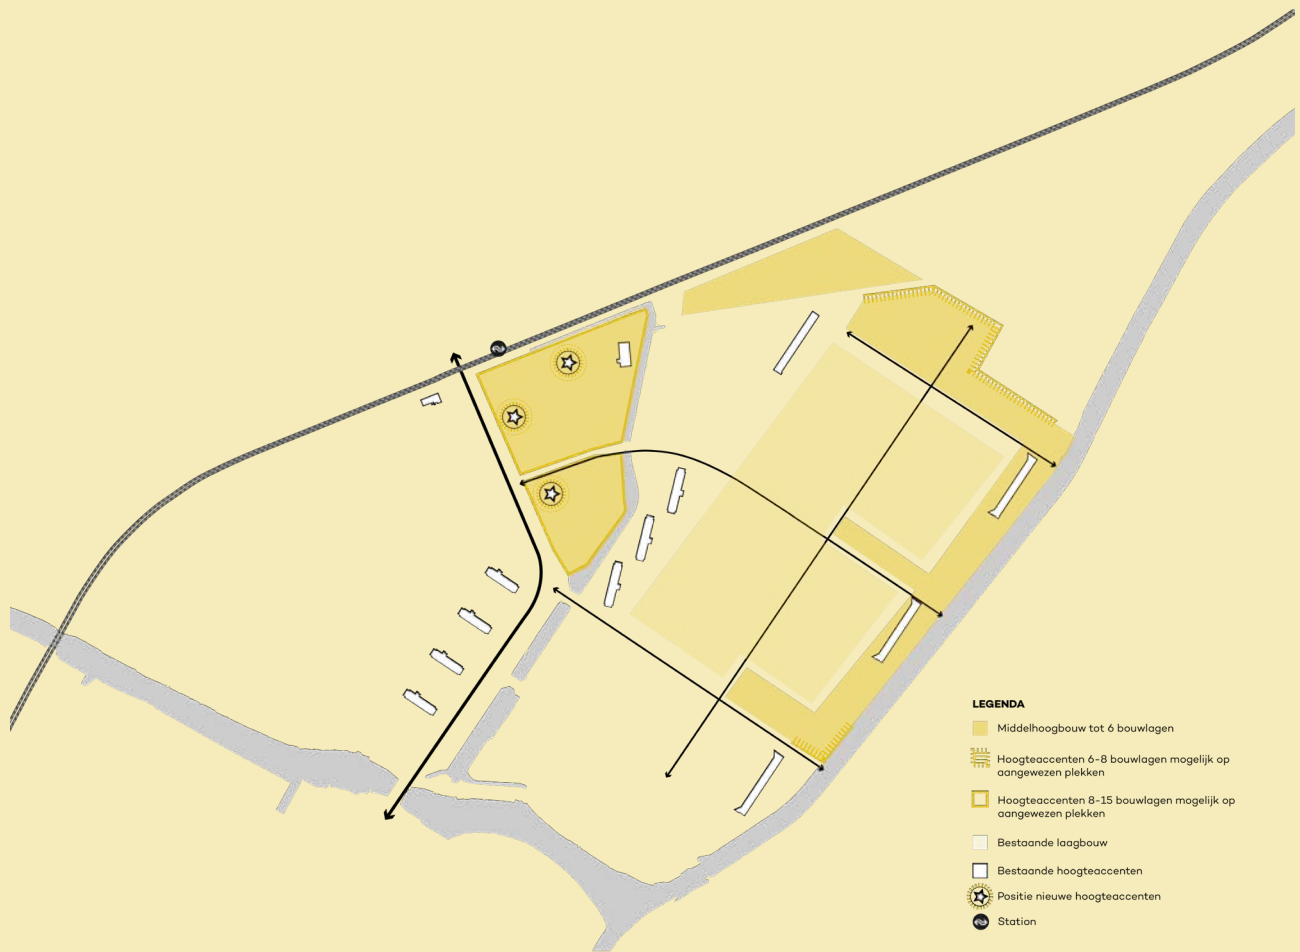 LEGENDA
Middelhoogbouw tot 6 bouwlagen
Hoogteaccenten 6-8 bouwlagen mogelijk op
aangewezen plekken
Hoogteaccenten 8-15 bouwlagen mogelijk op
aangewezen plekken
Bestaande laagbouw
Bestaande hoogteaccenten
Positie nieuwe hoogteaccenten
Station